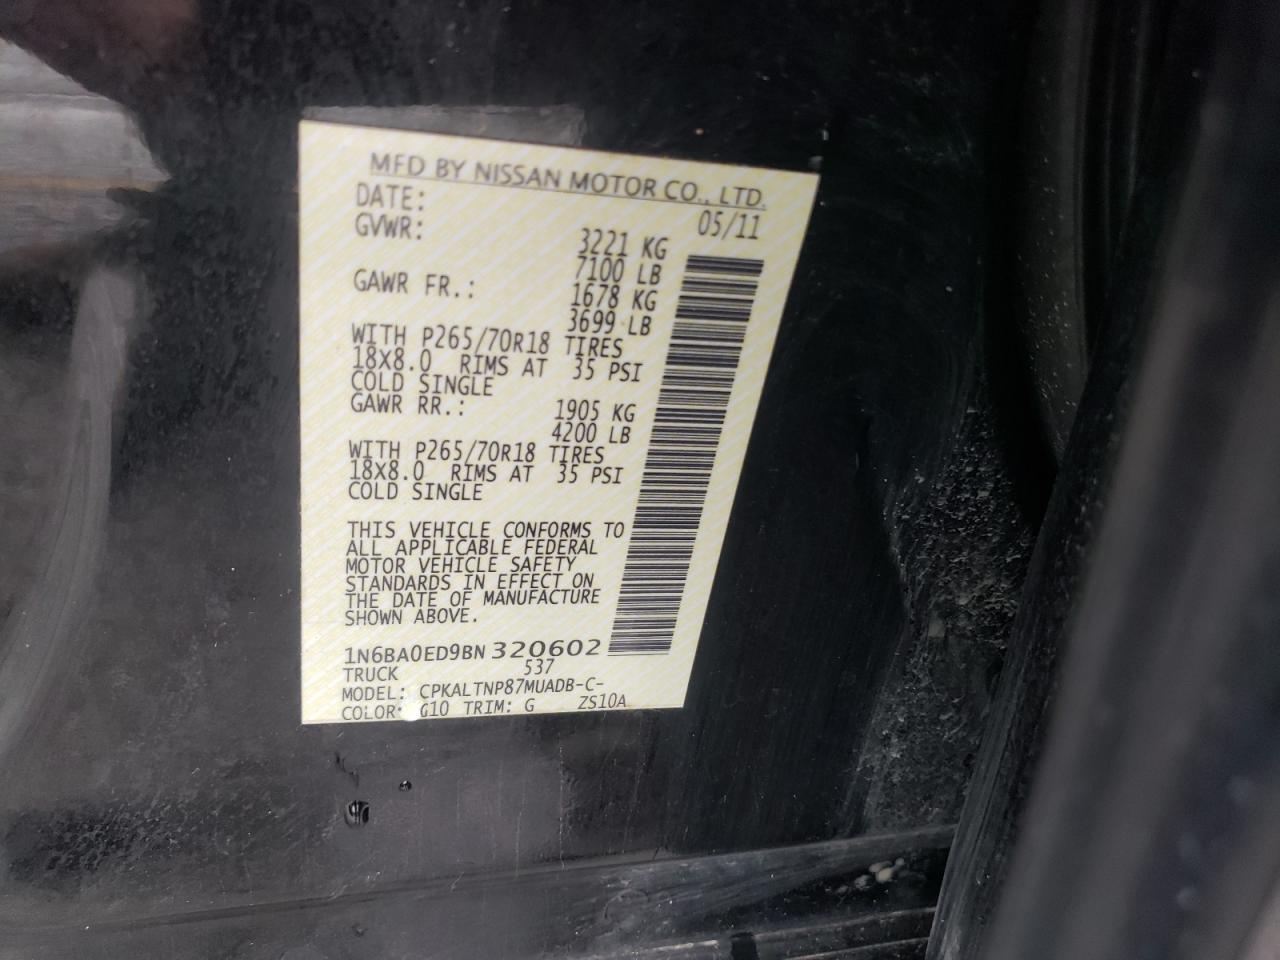 MFD BY NISSAN MOTOR CO., LTD.
DATE: 05/11
GVWR: 3221 KG
7100 LB
GAWR FR.: 1678 KG
3699 LB
WITH P265/70R18 TIRES
18X8.0 RIMS AT 35 PSI
COLD SINGLE
GAWR RR.: 1905 KG
4200 LB
WITH P265/70R18 TIRES
18X8.0 RIMS AT 35 PSI
COLD SINGLE
THIS VEHICLE CONFORMS TO
ALL APPLICABLE FEDERAL
MOTOR VEHICLE SAFETY
STANDARDS IN EFFECT ON
THE DATE OF MANUFACTURE
SHOWN ABOVE.
1N6BA0ED9BN320602
TRUCK 537
MODEL: CPKALTNP87MUADB-C-
COLOR: G10 TRIM: G ZS10A